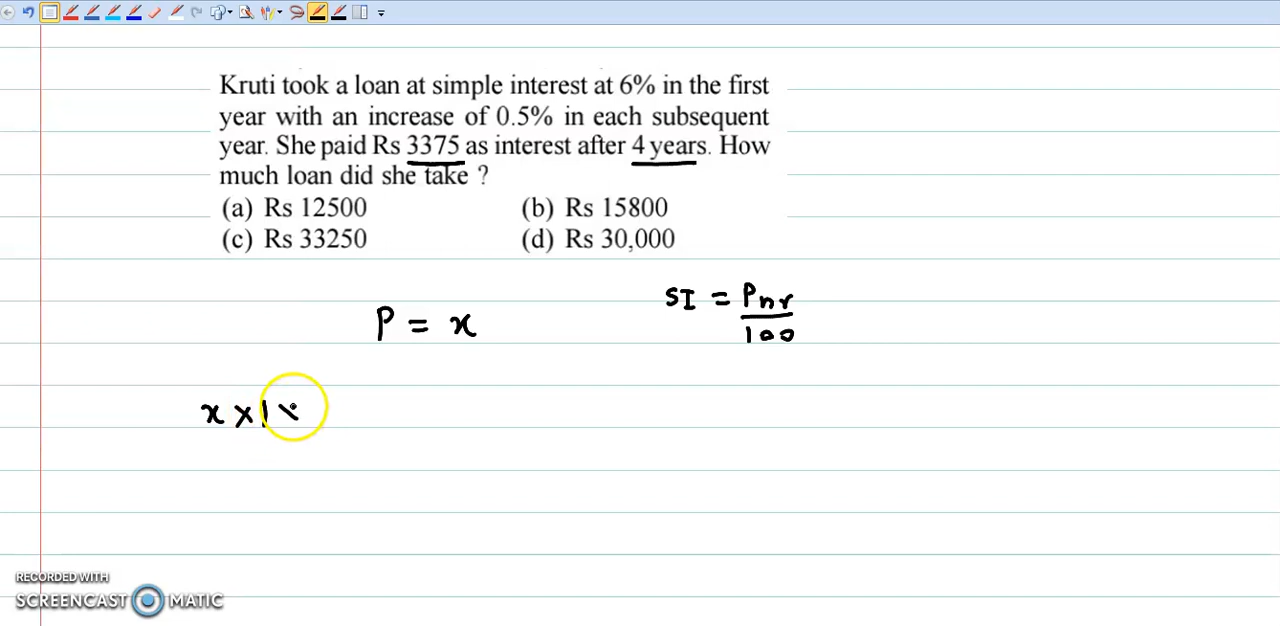 Kruti took a loan at simple interest at 6% in the first
year with an increase of 0.5% in each subsequent
year. She paid Rs 3375 as interest after 4 years. How
much loan did she take ?
(a) Rs 12500 (b) Rs 15800
(c) Rs 33250 (d) Rs 30,000
SI = Pnr
100
P = x
x × 1 ×
RECORDED WITH
SCREENCAST MATIC